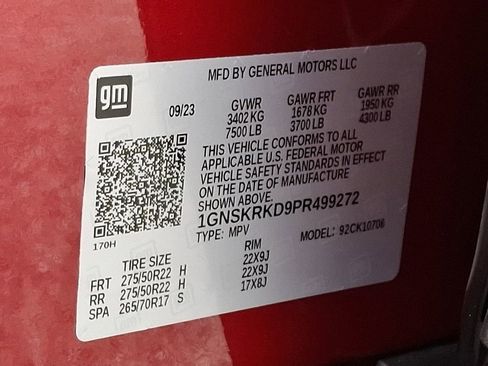 gm
MFD BY GENERAL MOTORS LLC
09/23 GVWR GAWR FRT GAWR RR
3402 KG 1678 KG 1950 KG
7500 LB 3700 LB 4300 LB
THIS VEHICLE CONFORMS TO ALL
APPLICABLE U.S. FEDERAL MOTOR
VEHICLE SAFETY STANDARDS IN EFFECT
ON THE DATE OF MANUFACTURE
SHOWN ABOVE.
1GNSKRKD9PR499272
170H
TYPE: MPV MODEL: 92CK10706
TIRE SIZE RIM
FRT 275/50R22 H 22X9J
RR 275/50R22 H 22X9J
SPA 265/70R17 S 17X8J